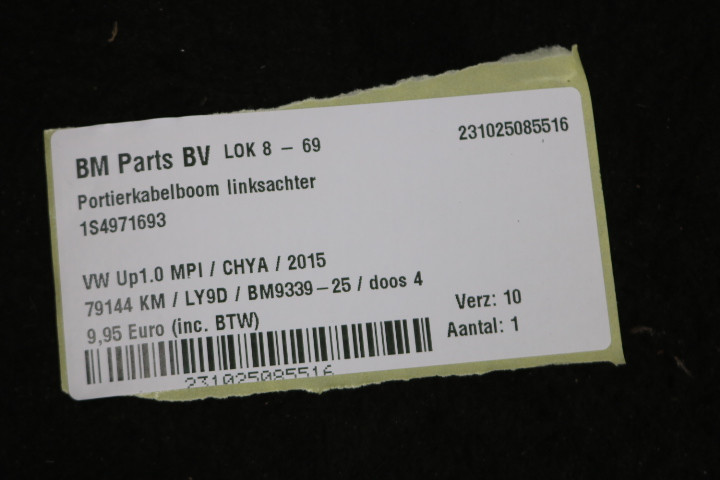 BM Parts BV LOK 8 - 69 231025085516
Portierkabelboom linksachter
1S4971693
VW Up1.0 MPI / CHYA / 2015
79144 KM / LY9D / BM9339-25 / doos 4
9,95 Euro (inc. BTW)
Verz: 10
Aantal: 1
231025085516